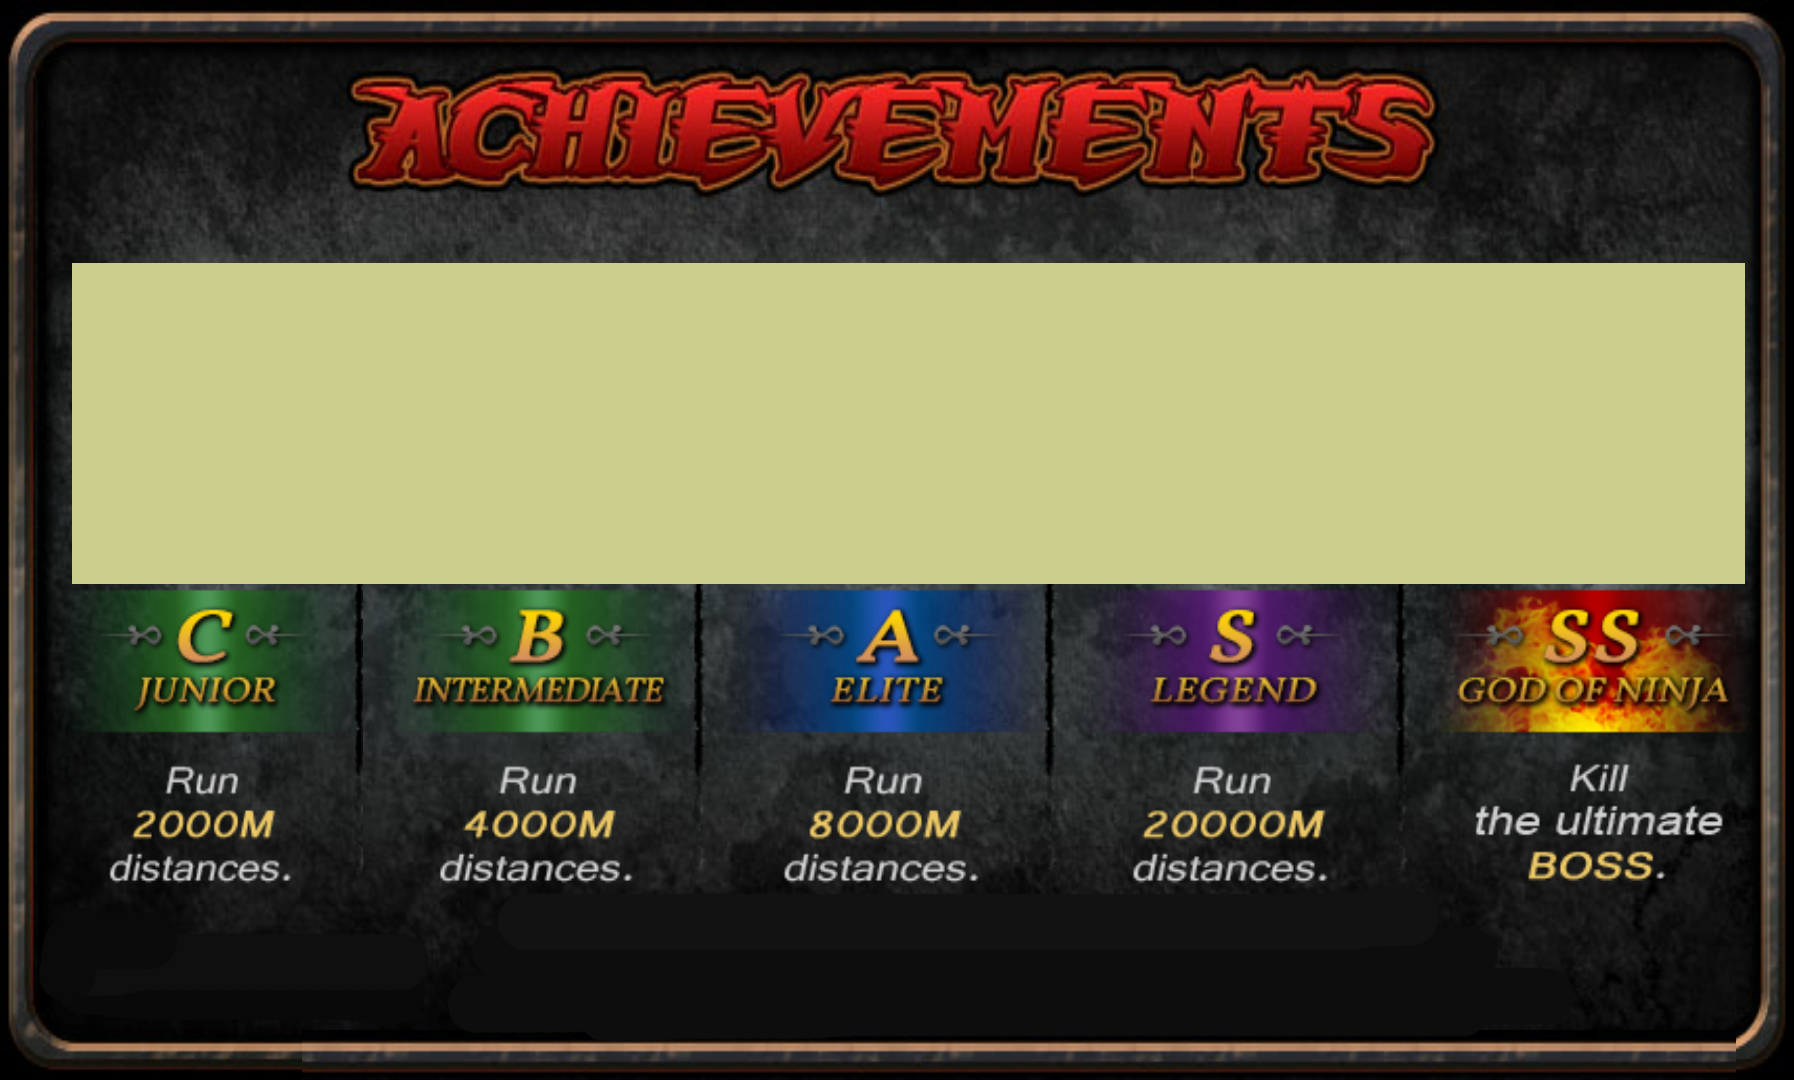 ACHIEVEMENTS
C
JUNIOR
Run
2000M
distances.
B
INTERMEDIATE
Run
4000M
distances.
A
ELITE
Run
8000M
distances.
S
LEGEND
Run
20000M
distances.
SS
GOD OF NINJA
Kill
the ultimate
BOSS.